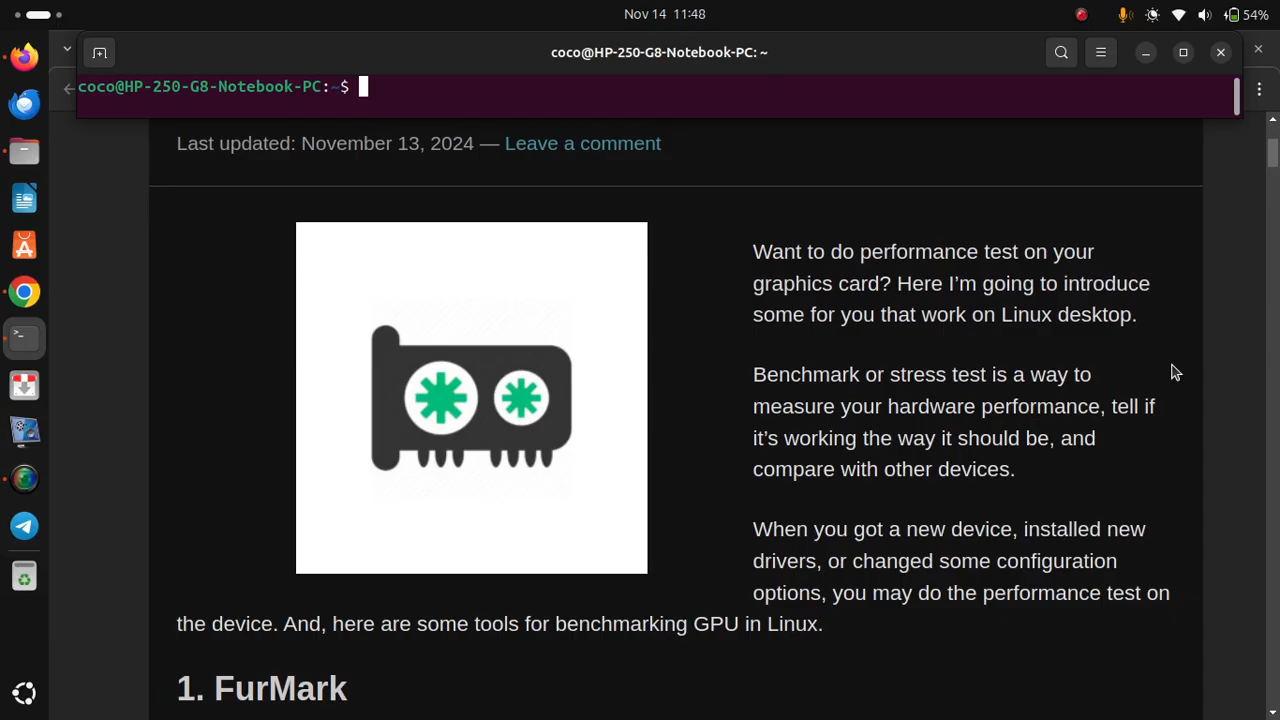 Nov 14 11:48
54%
coco@HP-250-G8-Notebook-PC: ~
coco@HP-250-G8-Notebook-PC:~$
Last updated: November 13, 2024 — Leave a comment
Want to do performance test on your
graphics card? Here I’m going to introduce
some for you that work on Linux desktop.
Benchmark or stress test is a way to
measure your hardware performance, tell if
it’s working the way it should be, and
compare with other devices.
When you got a new device, installed new
drivers, or changed some configuration
options, you may do the performance test on
the device. And, here are some tools for benchmarking GPU in Linux.
1. FurMark